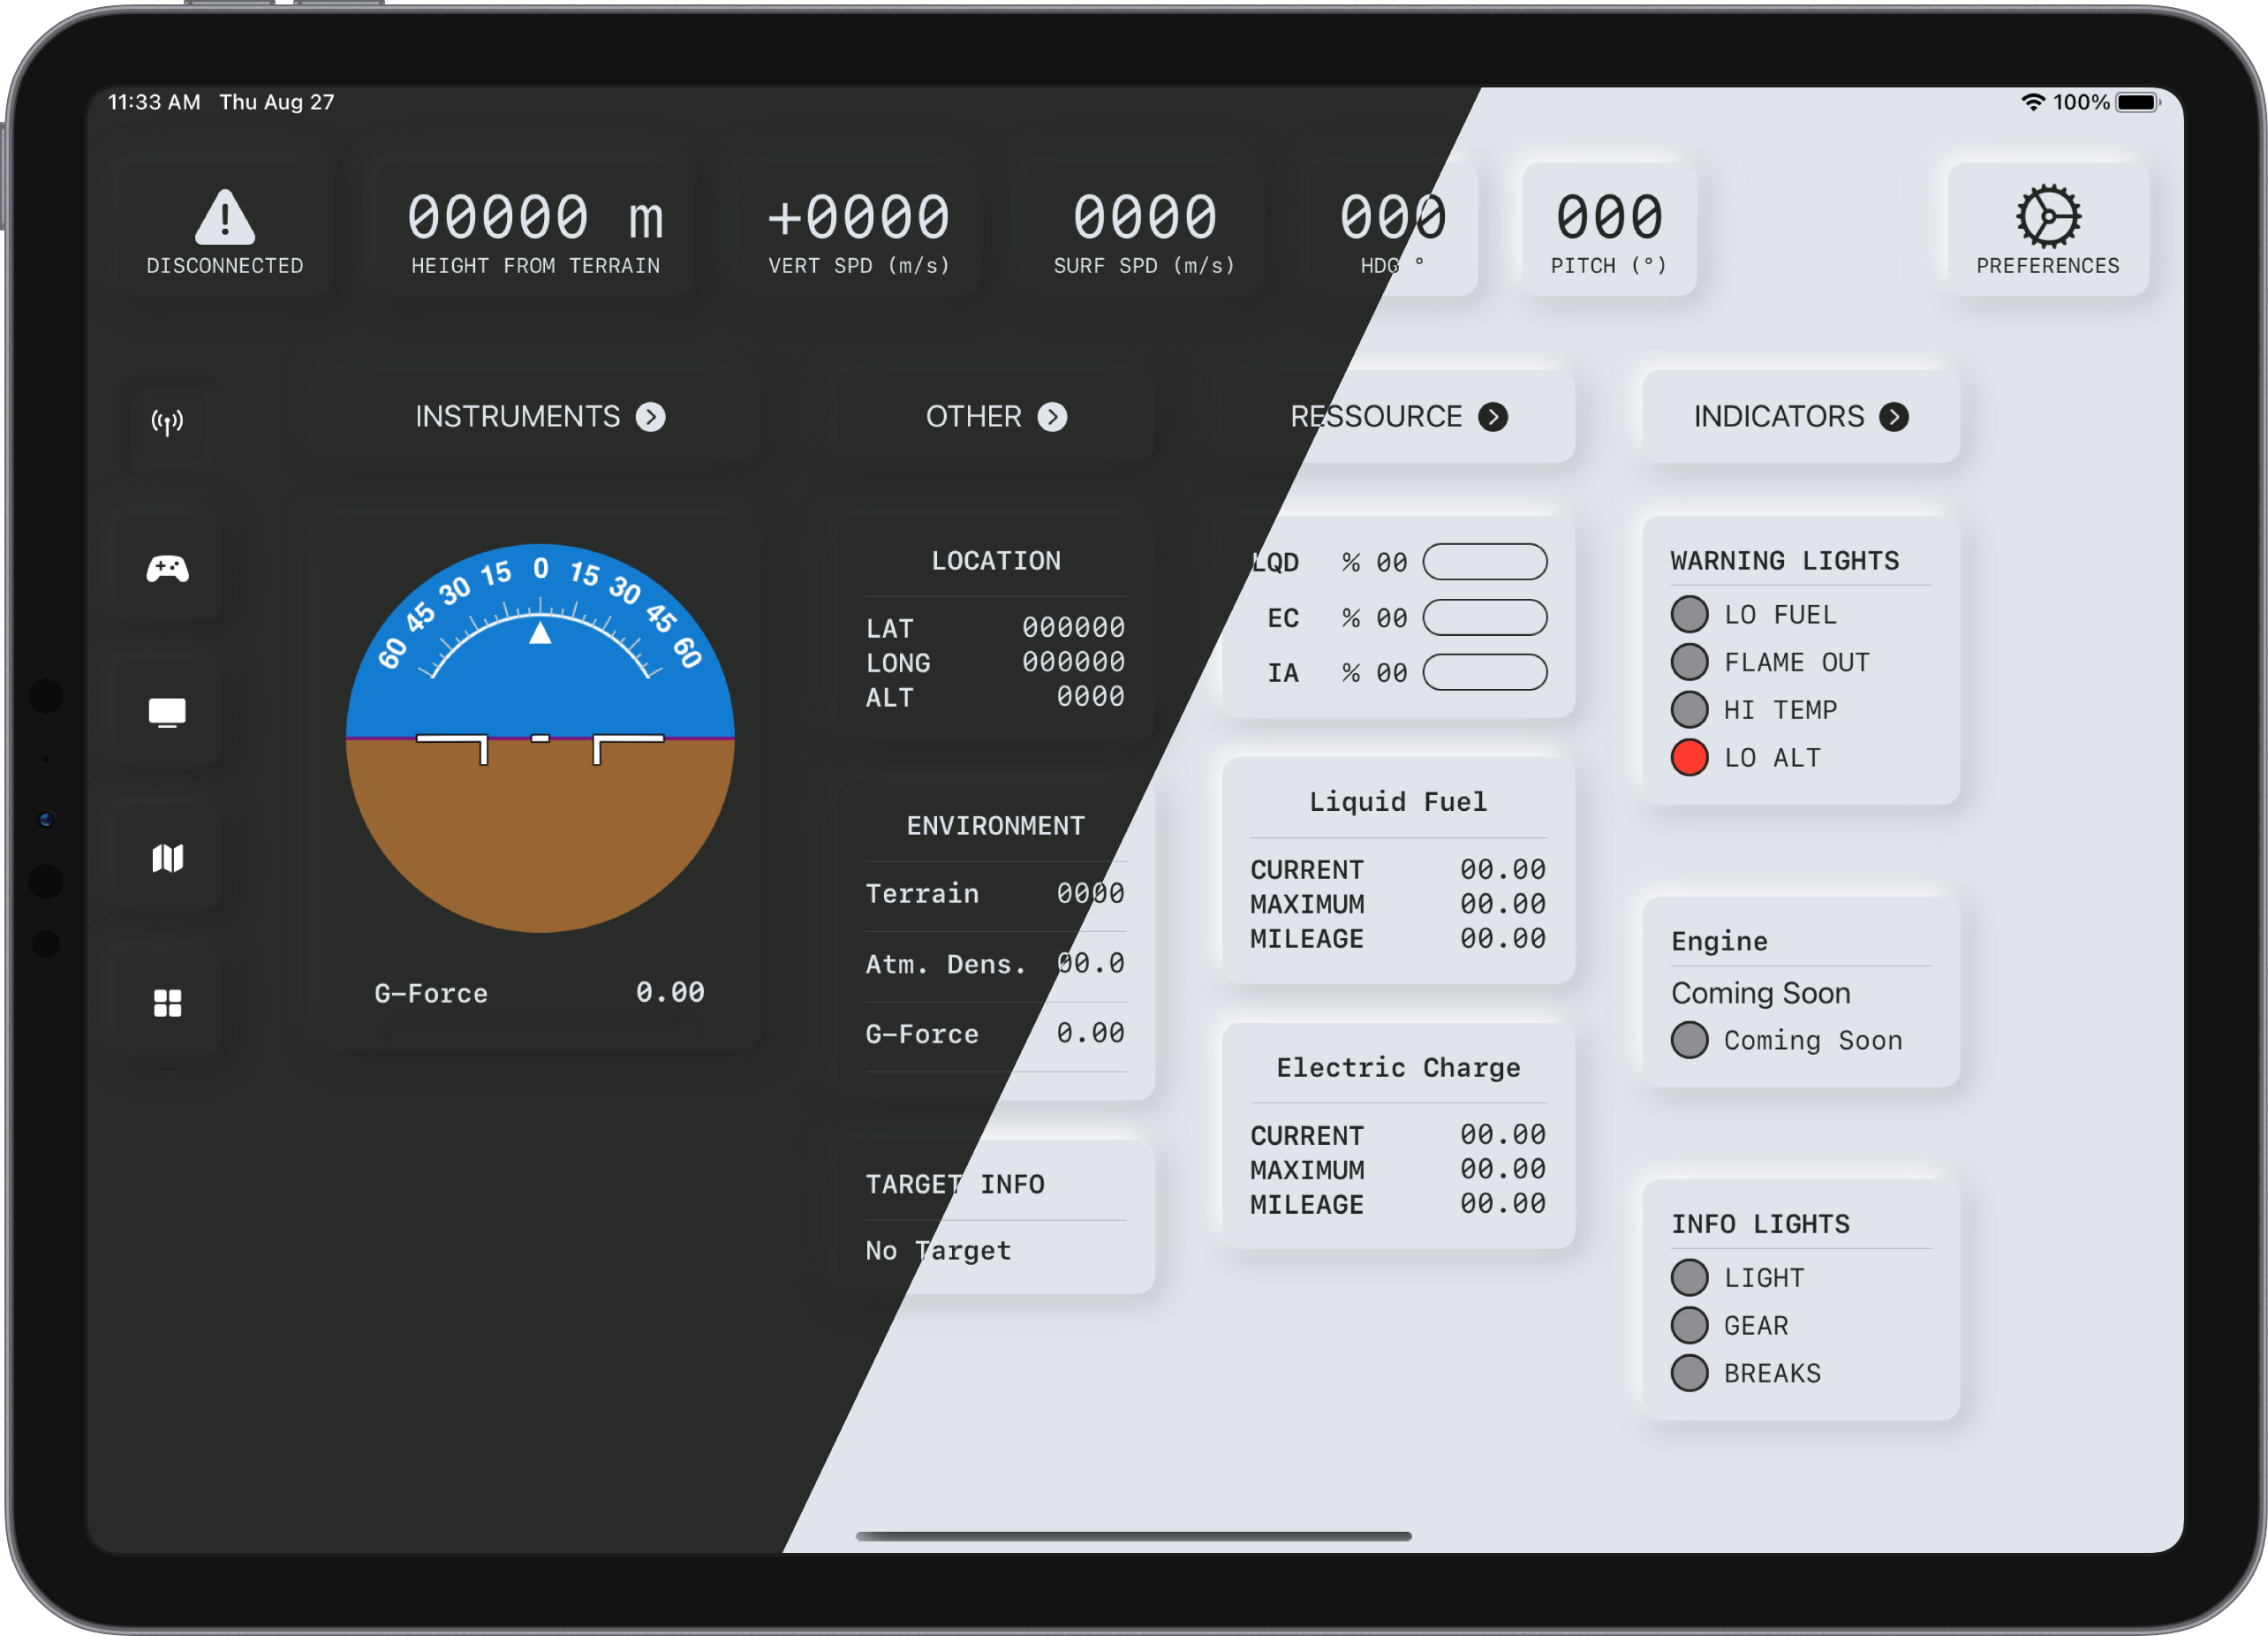 11:33 AM Thu Aug 27
100%
DISCONNECTED
00000 m
HEIGHT FROM TERRAIN
+0000
VERT SPD (m/s)
0000
SURF SPD (m/s)
000
HDG °
000
PITCH (°)
PREFERENCES
INSTRUMENTS
60 45 30 15 0 15 30 45 60
G-Force 0.00
OTHER
LOCATION
LAT 000000
LONG 000000
ALT 0000
ENVIRONMENT
Terrain 0000
Atm. Dens. 00.0
G-Force 0.00
TARGET INFO
No Target
RESSOURCE
LQD % 00
EC % 00
IA % 00
Liquid Fuel
CURRENT 00.00
MAXIMUM 00.00
MILEAGE 00.00
Electric Charge
CURRENT 00.00
MAXIMUM 00.00
MILEAGE 00.00
INDICATORS
WARNING LIGHTS
LO FUEL
FLAME OUT
HI TEMP
LO ALT
Engine
Coming Soon
Coming Soon
INFO LIGHTS
LIGHT
GEAR
BREAKS